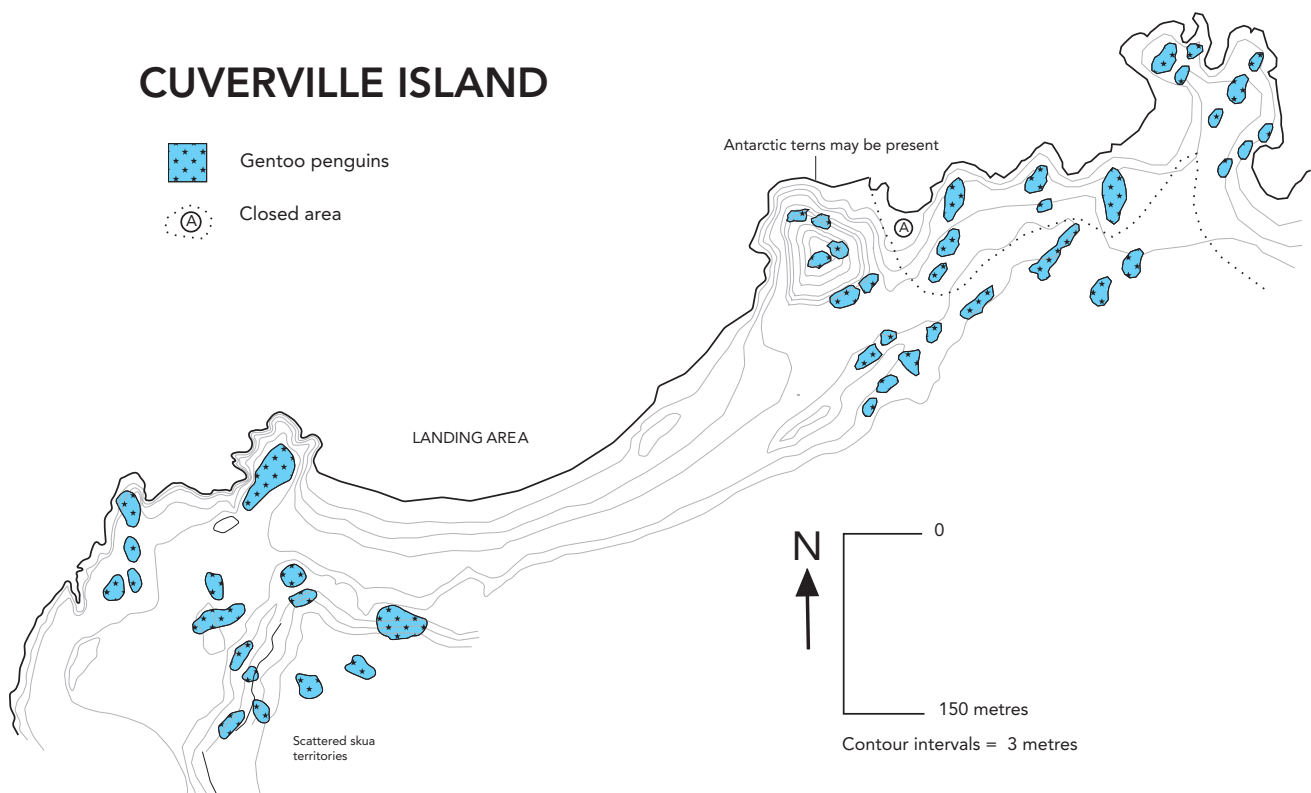 CUVERVILLE ISLAND
Gentoo penguins
A
Closed area
Antarctic terns may be present
A
LANDING AREA
N
0
150 metres
Contour intervals = 3 metres
Scattered skua
territories